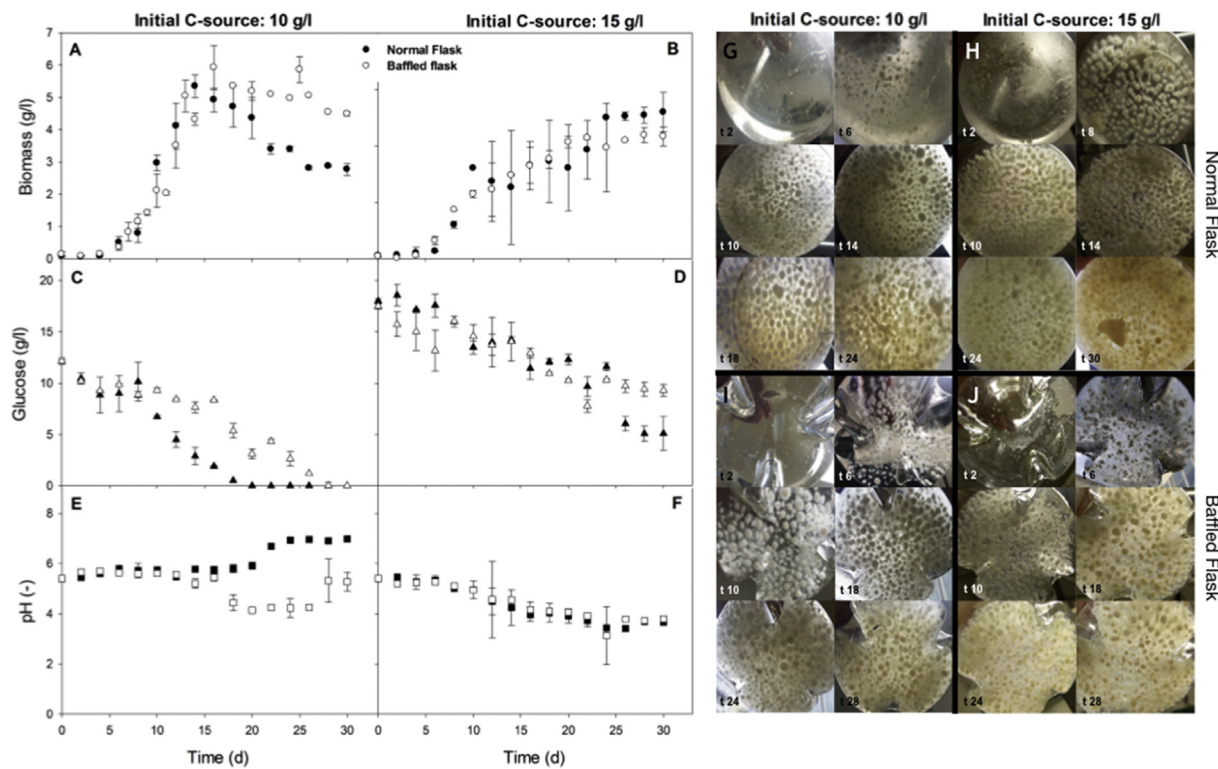 Initial C-source: 10 g/l
Initial C-source: 15 g/l
Initial C-source: 10 g/l
Initial C-source: 15 g/l
A
B
Normal Flask
Baffled flask
Biomass (g/l)
7
6
5
4
3
2
1
0
C
D
Glucose (g/l)
20
15
10
5
0
E
F
pH (-)
8
6
4
2
0
0
5
10
15
20
25
30
0
5
10
15
20
25
30
Time (d)
Time (d)
G
t 2
t 6
H
t 2
t 8
t 10
t 14
t 10
t 14
t 18
t 24
t 24
t 30
Normal Flask
I
t 2
t 6
J
t 2
t 6
t 10
t 18
t 10
t 18
t 24
t 28
t 24
t 28
Baffled Flask